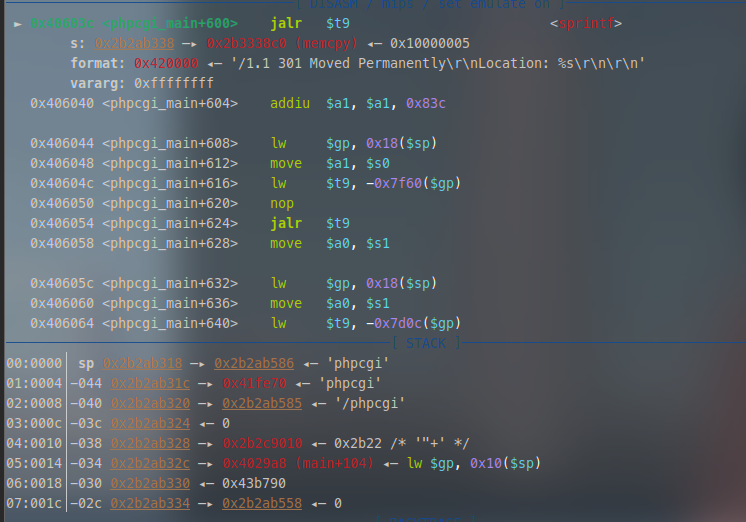 [ DISASM / mips / set emulate on ]
► 0x40603c <phpcgi_main+600> jalr $t9 <sprintf>
s: 0x2b2ab338 —▸ 0x2b3338c0 (memcpy) ◂— 0x10000005
format: 0x420000 ◂— '/1.1 301 Moved Permanently\r\nLocation: %s\r\n\r\n'
vararg: 0xffffffff
0x406040 <phpcgi_main+604> addiu $a1, $a1, 0x83c
0x406044 <phpcgi_main+608> lw $gp, 0x18($sp)
0x406048 <phpcgi_main+612> move $a1, $s0
0x40604c <phpcgi_main+616> lw $t9, -0x7f60($gp)
0x406050 <phpcgi_main+620> nop
0x406054 <phpcgi_main+624> jalr $t9
0x406058 <phpcgi_main+628> move $a0, $s1
0x40605c <phpcgi_main+632> lw $gp, 0x18($sp)
0x406060 <phpcgi_main+636> move $a0, $s1
0x406064 <phpcgi_main+640> lw $t9, -0x7d0c($gp)
[ STACK ]
00:0000│ sp 0x2b2ab318 —▸ 0x2b2ab586 ◂— 'phpcgi'
01:0004│ -044 0x2b2ab31c —▸ 0x41fe70 ◂— 'phpcgi'
02:0008│ -040 0x2b2ab320 —▸ 0x2b2ab585 ◂— '/phpcgi'
03:000c│ -03c 0x2b2ab324 ◂— 0
04:0010│ -038 0x2b2ab328 —▸ 0x2b2c9010 ◂— 0x2b22 /* '"+' */
05:0014│ -034 0x2b2ab32c —▸ 0x4029a8 (main+104) ◂— lw $gp, 0x10($sp)
06:0018│ -030 0x2b2ab330 ◂— 0x43b790
07:001c│ -02c 0x2b2ab334 —▸ 0x2b2ab558 ◂— 0